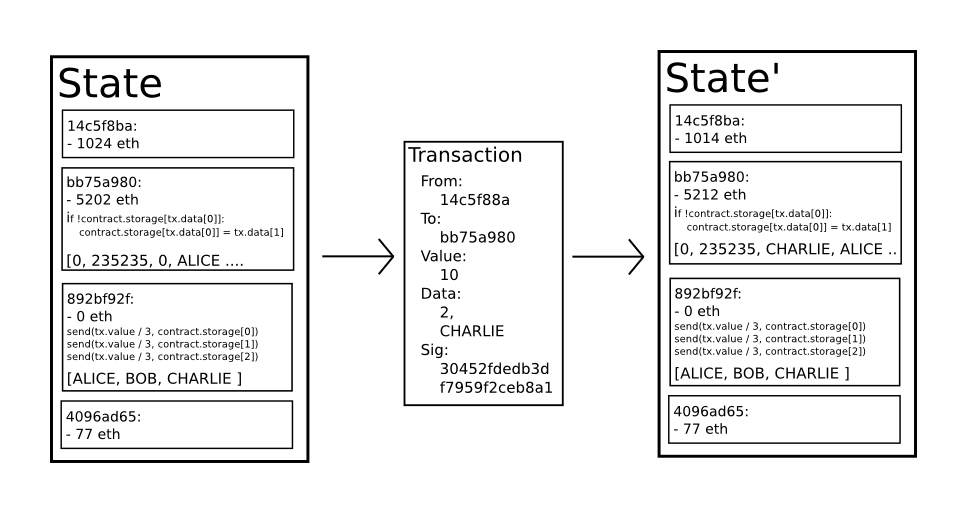 State
14c5f8ba:
- 1024 eth
bb75a980:
- 5202 eth
if !contract.storage[tx.data[0]]:
contract.storage[tx.data[0]] = tx.data[1]
[0, 235235, 0, ALICE ....
892bf92f:
- 0 eth
send(tx.value / 3, contract.storage[0])
send(tx.value / 3, contract.storage[1])
send(tx.value / 3, contract.storage[2])
[ALICE, BOB, CHARLIE ]
4096ad65:
- 77 eth
Transaction
From:
14c5f88a
To:
bb75a980
Value:
10
Data:
2,
CHARLIE
Sig:
30452fdedb3d
f7959f2ceb8a1
State'
14c5f8ba:
- 1014 eth
bb75a980:
- 5212 eth
if !contract.storage[tx.data[0]]:
contract.storage[tx.data[0]] = tx.data[1]
[0, 235235, CHARLIE, ALICE ..
892bf92f:
- 0 eth
send(tx.value / 3, contract.storage[0])
send(tx.value / 3, contract.storage[1])
send(tx.value / 3, contract.storage[2])
[ALICE, BOB, CHARLIE ]
4096ad65:
- 77 eth